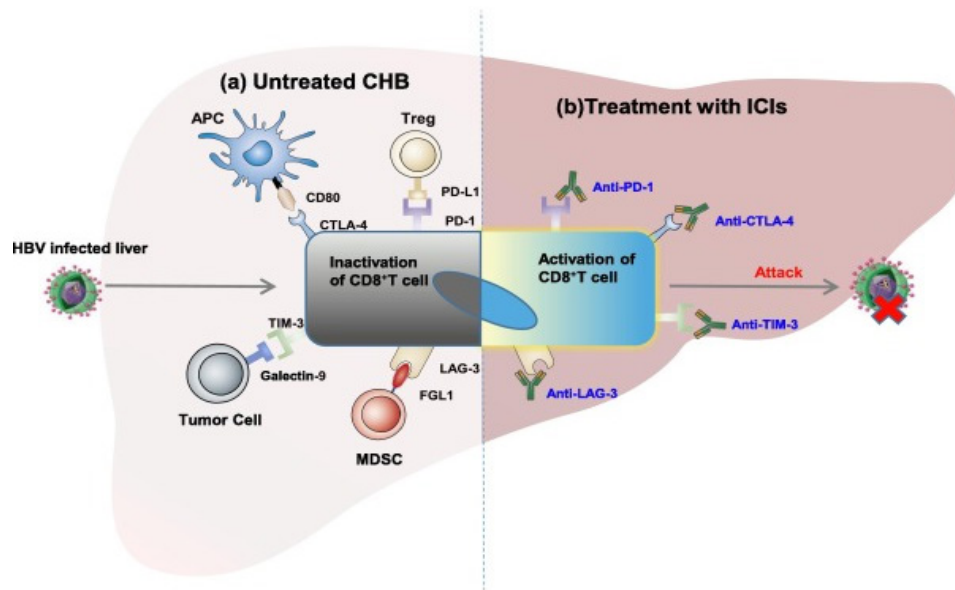 (a) Untreated CHB
(b)Treatment with ICIs
APC
Treg
CD80
PD-L1
Anti-PD-1
CTLA-4
PD-1
Anti-CTLA-4
HBV infected liver
Inactivation
of CD8⁺T cell
Activation of
CD8⁺T cell
Attack
TIM-3
Anti-TIM-3
Galectin-9
LAG-3
FGL1
Anti-LAG-3
Tumor Cell
MDSC